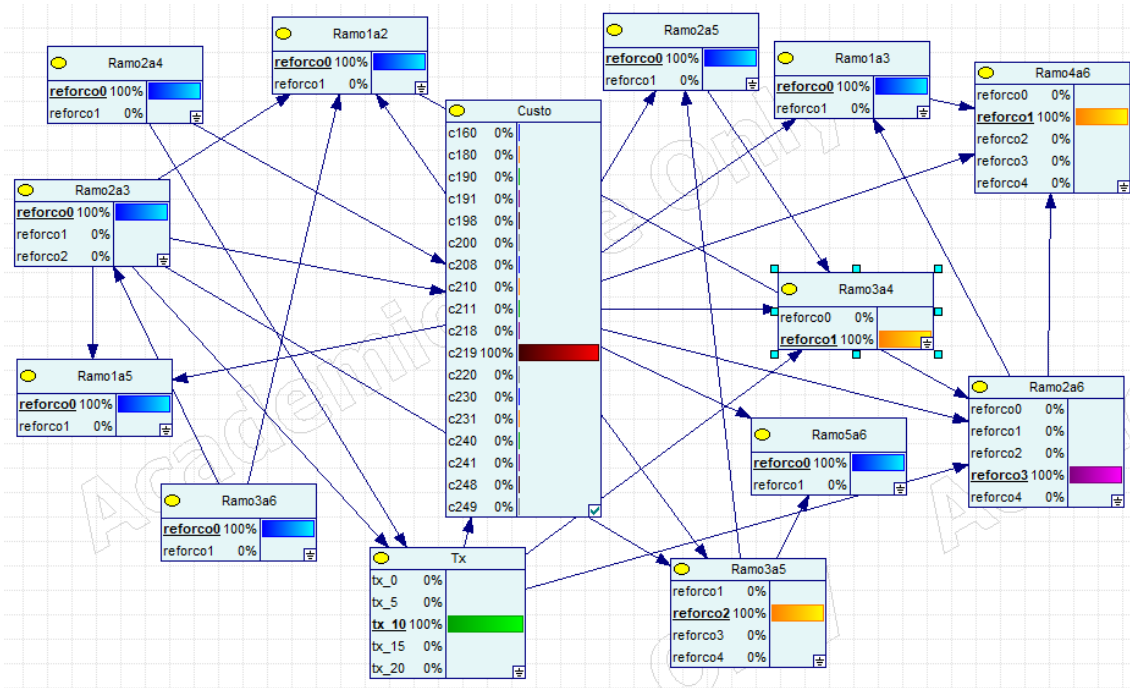 Ramo2a4
reforco0 100%
reforco1 0%
Ramo1a2
reforco0 100%
reforco1 0%
Ramo2a5
reforco0 100%
reforco1 0%
Ramo1a3
reforco0 100%
reforco1 0%
Ramo4a6
reforco0 0%
reforco1 100%
reforco2 0%
reforco3 0%
reforco4 0%
Custo
c160 0%
c180 0%
c190 0%
c191 0%
c198 0%
c200 0%
c208 0%
c210 0%
c211 0%
c218 0%
c219 100%
c220 0%
c230 0%
c231 0%
c240 0%
c241 0%
c248 0%
c249 0%
Ramo2a3
reforco0 100%
reforco1 0%
reforco2 0%
Ramo3a4
reforco0 0%
reforco1 100%
Ramo1a5
reforco0 100%
reforco1 0%
Ramo2a6
reforco0 0%
reforco1 0%
reforco2 0%
reforco3 100%
reforco4 0%
Ramo5a6
reforco0 100%
reforco1 0%
Ramo3a6
reforco0 100%
reforco1 0%
Tx
tx_0 0%
tx_5 0%
tx_10 100%
tx_15 0%
tx_20 0%
Ramo3a5
reforco1 0%
reforco2 100%
reforco3 0%
reforco4 0%
Academic
Only